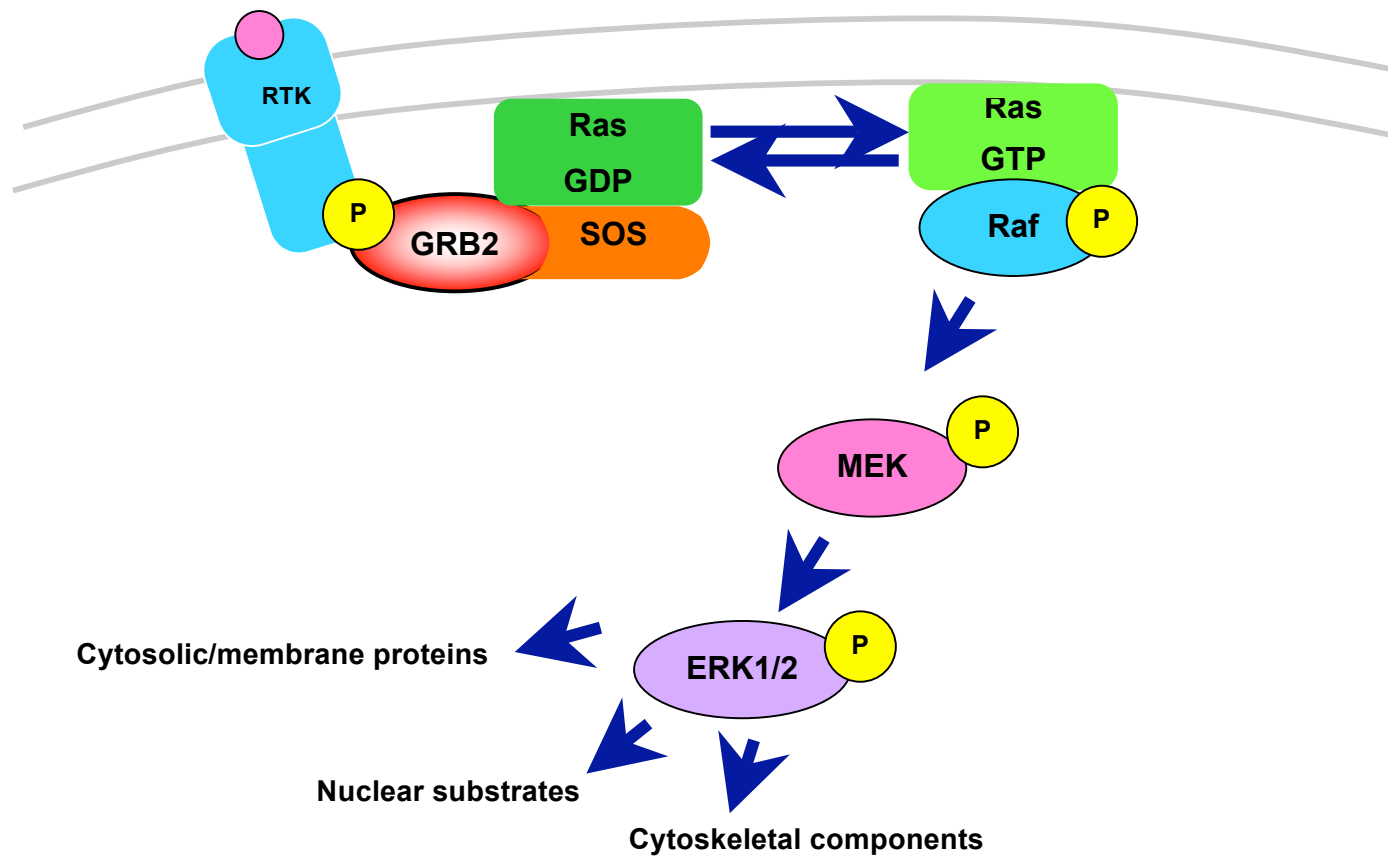 RTK
Ras
GDP
Ras
GTP
P
GRB2
SOS
Raf
P
P
MEK
P
ERK1/2
Cytosolic/membrane proteins
Nuclear substrates
Cytoskeletal components